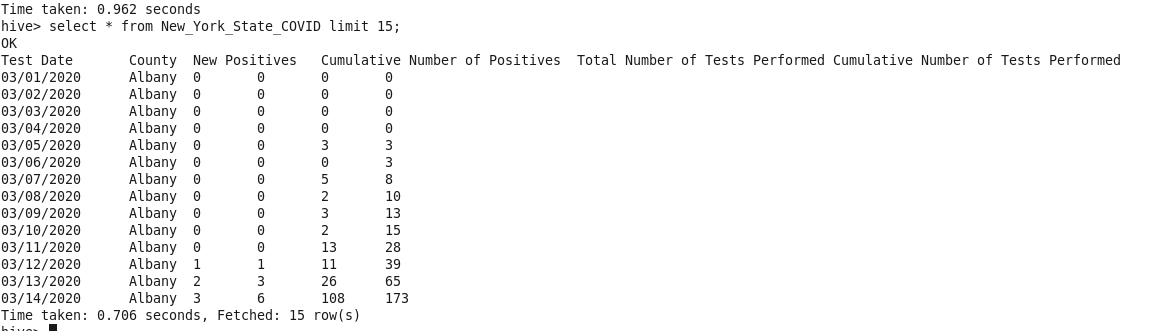 Time taken: 0.962 seconds
hive> select * from New_York_State_COVID limit 15;
OK
Test Date County New Positives Cumulative Number of Positives Total Number of Tests Performed Cumulative Number of Tests Performed
03/01/2020 Albany 0 0 0 0
03/02/2020 Albany 0 0 0 0
03/03/2020 Albany 0 0 0 0
03/04/2020 Albany 0 0 0 0
03/05/2020 Albany 0 0 3 3
03/06/2020 Albany 0 0 0 3
03/07/2020 Albany 0 0 5 8
03/08/2020 Albany 0 0 2 10
03/09/2020 Albany 0 0 3 13
03/10/2020 Albany 0 0 2 15
03/11/2020 Albany 0 0 13 28
03/12/2020 Albany 1 1 11 39
03/13/2020 Albany 2 3 26 65
03/14/2020 Albany 3 6 108 173
Time taken: 0.706 seconds, Fetched: 15 row(s)
hive>